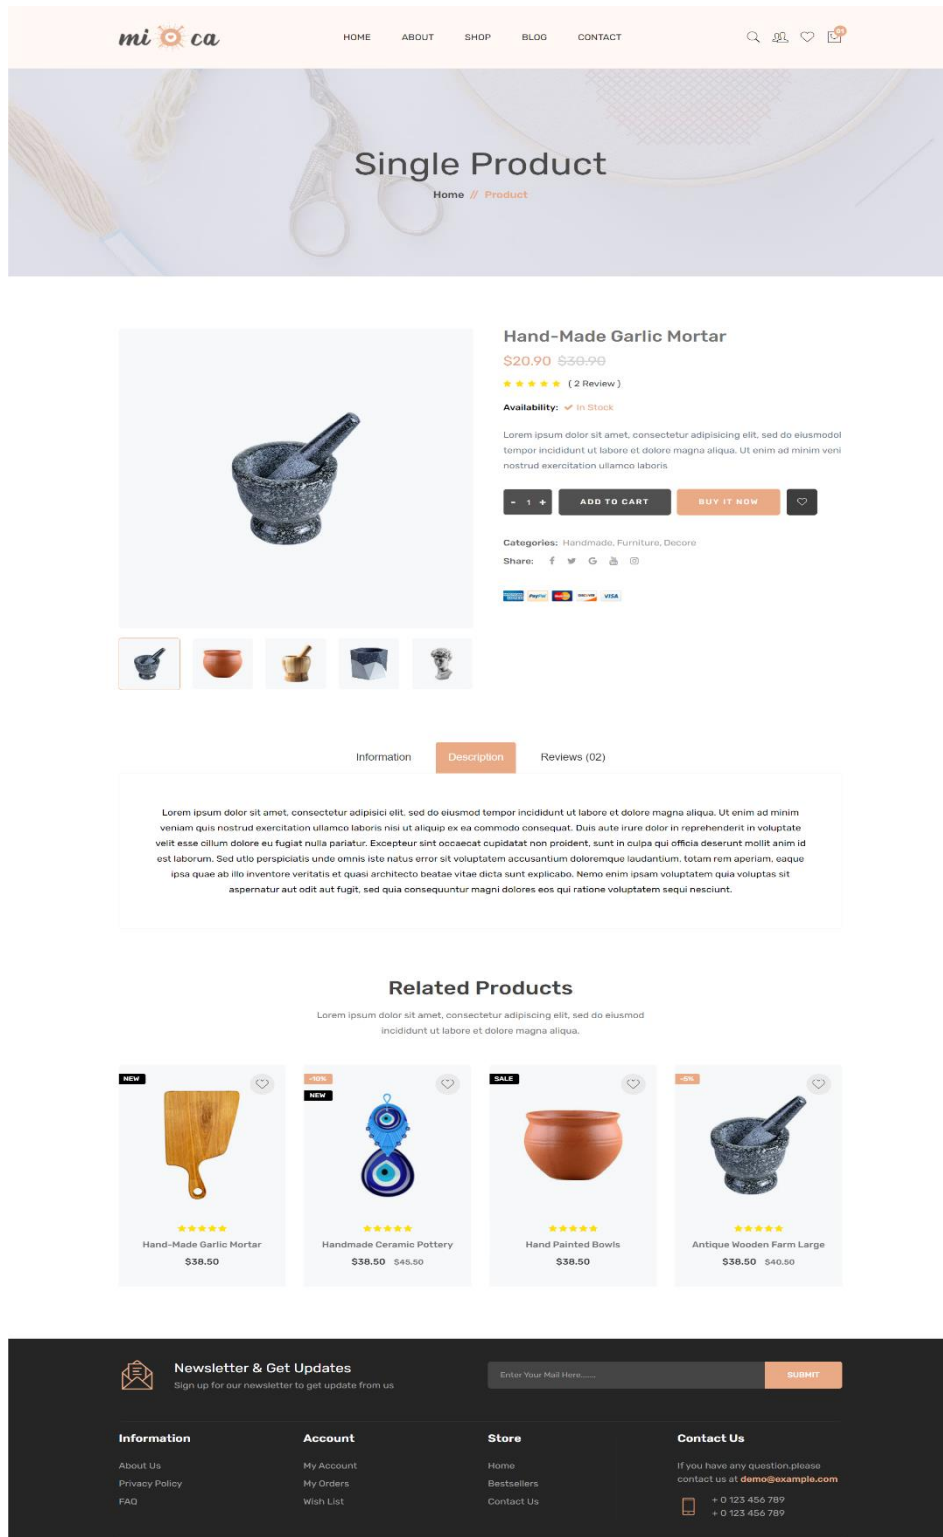 mi ca
HOME ABOUT SHOP BLOG CONTACT
Single Product
Home // Product
Hand-Made Garlic Mortar
$20.90 $30.90
( 2 Review )
Availability: In Stock
Lorem ipsum dolor sit amet, consectetur adipisicing elit, sed do eiusmodol
tempor incididunt ut labore et dolore magna aliqua. Ut enim ad minim veni
nostrud exercitation ullamco laboris
- 1 + ADD TO CART BUY IT NOW
Categories: Handmade, Furniture, Decore
Share:
PayPal DISCOVER VISA
Information Description Reviews (02)
Lorem ipsum dolor sit amet, consectetur adipisici elit, sed do eiusmod tempor incididunt ut labore et dolore magna aliqua. Ut enim ad minim
veniam quis nostrud exercitation ullamco laboris nisi ut aliquip ex ea commodo consequat. Duis aute irure dolor in reprehenderit in voluptate
velit esse cillum dolore eu fugiat nulla pariatur. Excepteur sint occaecat cupidatat non proident, sunt in culpa qui officia deserunt mollit anim id
est laborum. Sed utlo perspiciatis unde omnis iste natus error sit voluptatem accusantium doloremque laudantium, totam rem aperiam, eaque
ipsa quae ab illo inventore veritatis et quasi architecto beatae vitae dicta sunt explicabo. Nemo enim ipsam voluptatem quia voluptas sit
aspernatur aut odit aut fugit, sed quia consequuntur magni dolores eos qui ratione voluptatem sequi nesciunt.
Related Products
Lorem ipsum dolor sit amet, consectetur adipiscing elit, sed do eiusmod
incididunt ut labore et dolore magna aliqua.
NEW -10% SALE -5%
NEW
Hand-Made Garlic Mortar Handmade Ceramic Pottery Hand Painted Bowls Antique Wooden Farm Large
$38.50 $38.50 $45.50 $38.50 $38.50 $40.50
Newsletter & Get Updates
Sign up for our newsletter to get update from us
Enter Your Mail Here...... SUBMIT
Information Account Store Contact Us
About Us My Account Home If you have any question.please
Privacy Policy My Orders Bestsellers contact us at demo@example.com
FAQ Wish List Contact Us + 0 123 456 789
+ 0 123 456 789